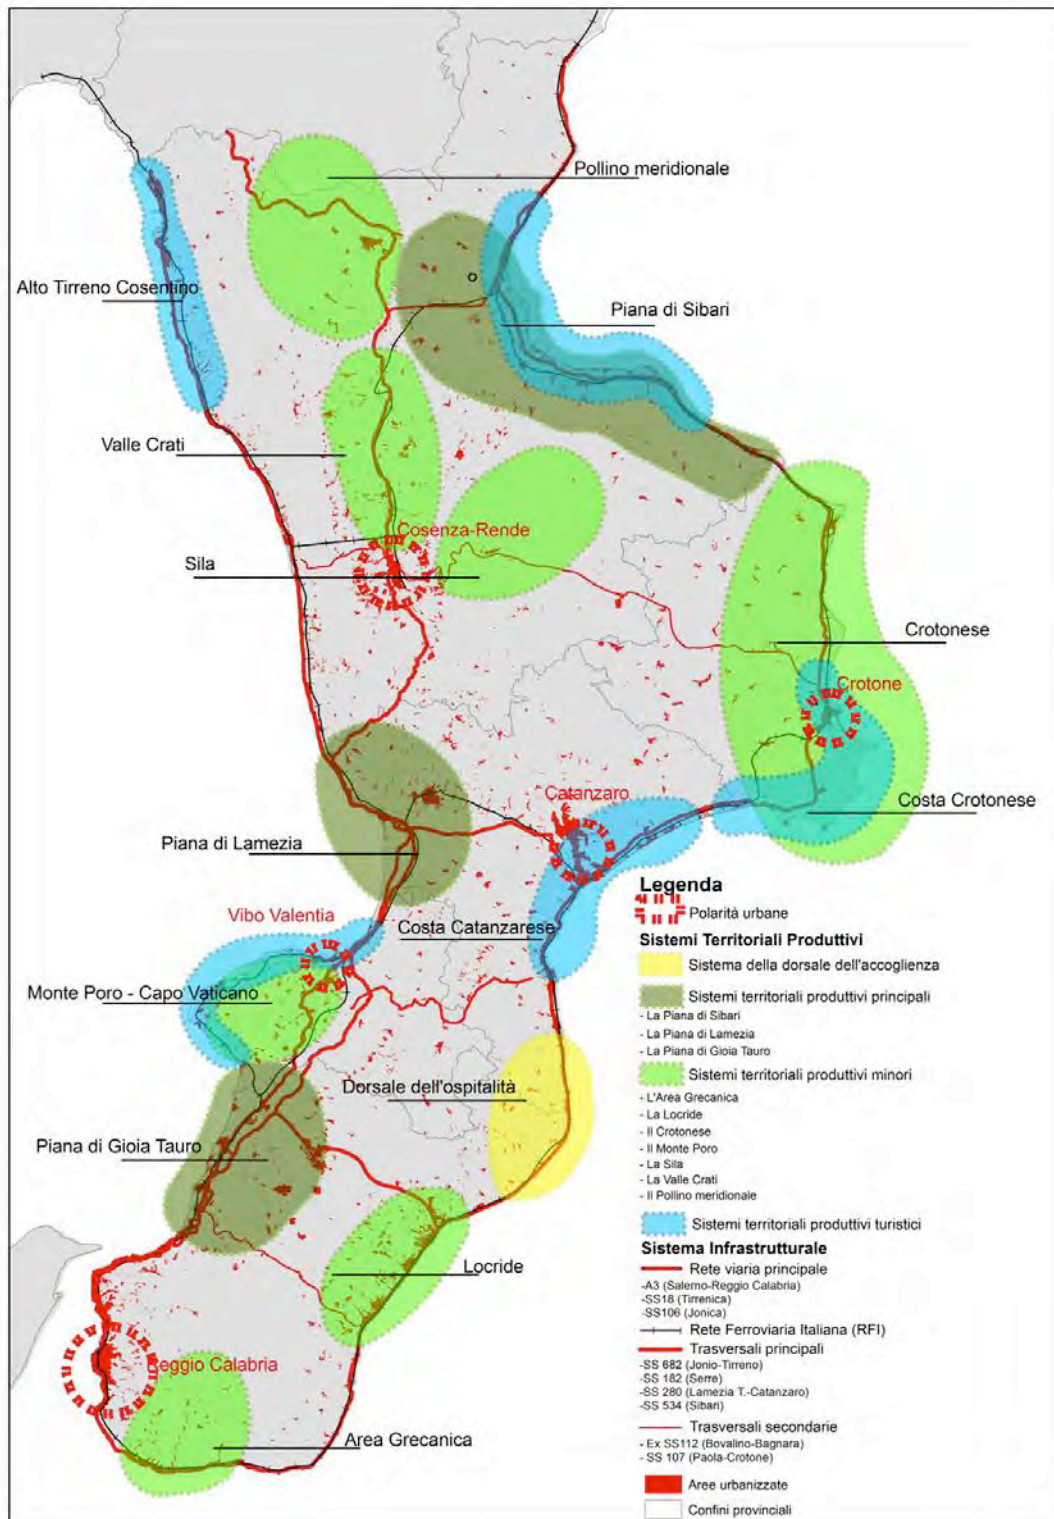 Pollino meridionale
Alto Tirreno Cosentino
Piana di Sibari
Valle Crati
Cosenza-Rende
Sila
Crotonese
Crotone
Catanzaro
Costa Crotonese
Piana di Lamezia
Vibo Valentia
Costa Catanzarese
Monte Poro - Capo Vaticano
Dorsale dell'ospitalità
Piana di Gioia Tauro
Locride
Reggio Calabria
Area Grecanica
Legenda
Polarità urbane
Sistemi Territoriali Produttivi
Sistema della dorsale dell'accoglienza
Sistemi territoriali produttivi principali
- La Piana di Sibari
- La Piana di Lamezia
- La Piana di Gioia Tauro
Sistemi territoriali produttivi minori
- L'Area Grecanica
- La Locride
- Il Crotonese
- Il Monte Poro
- La Sila
- La Valle Crati
- Il Pollino meridionale
Sistemi territoriali produttivi turistici
Sistema Infrastrutturale
Rete viaria principale
-A3 (Salerno-Reggio Calabria)
-SS18 (Tirrenica)
-SS106 (Jonica)
Rete Ferroviaria Italiana (RFI)
Trasversali principali
-SS 682 (Jonio-Tirreno)
-SS 182 (Serre)
-SS 280 (Lamezia T.-Catanzaro)
-SS 534 (Sibari)
Trasversali secondarie
- Ex SS112 (Bovalino-Bagnara)
- SS 107 (Paola-Crotone)
Aree urbanizzate
Confini provinciali